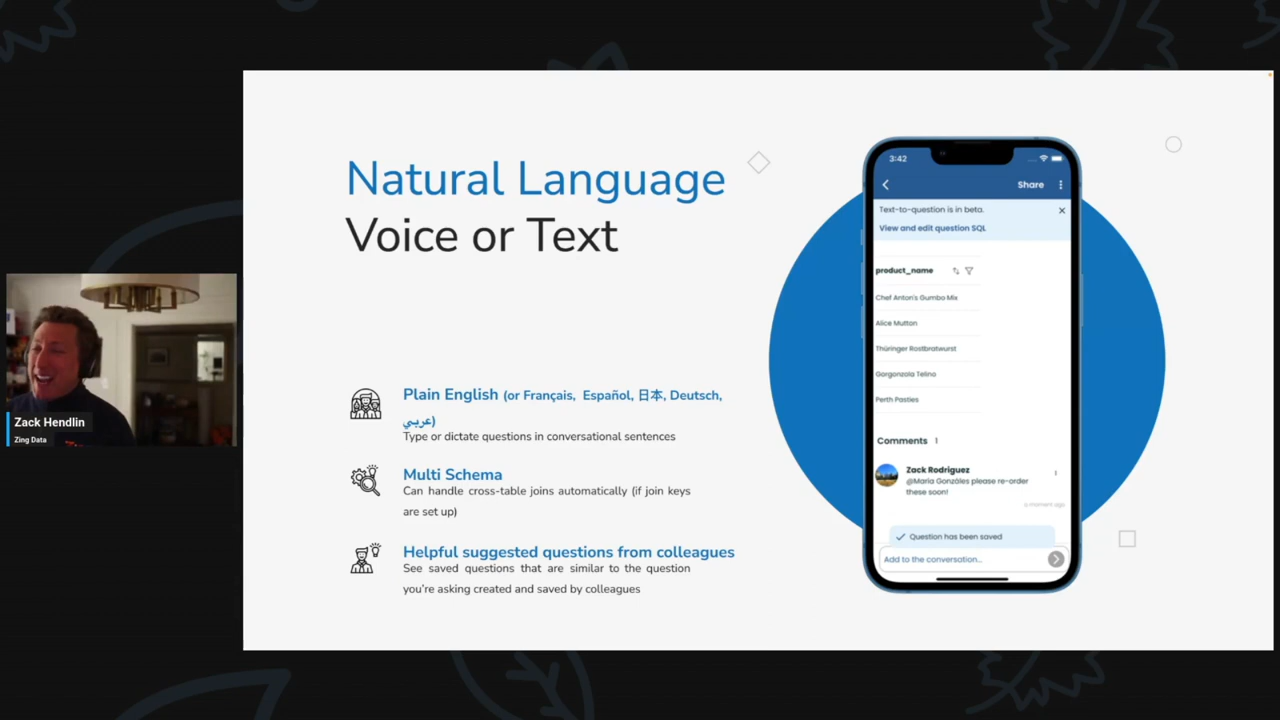 Natural Language
Voice or Text
Plain English (or Français, Español, 日本, Deutsch,
عربي)
Type or dictate questions in conversational sentences
Multi Schema
Can handle cross-table joins automatically (if join keys
are set up)
Helpful suggested questions from colleagues
See saved questions that are similar to the question
you're asking created and saved by colleagues
3:42
Share
Text-to-question is in beta.
View and edit question SQL
product_name
Chef Anton's Gumbo Mix
Alice Mutton
Thüringer Rostbratwurst
Gorgonzola Telino
Perth Pasties
Comments 1
Zack Rodriguez
@Maria Gonzáles please re-order
these soon!
a moment ago
Question has been saved
Add to the conversation...
Zack Hendlin
Zing Data